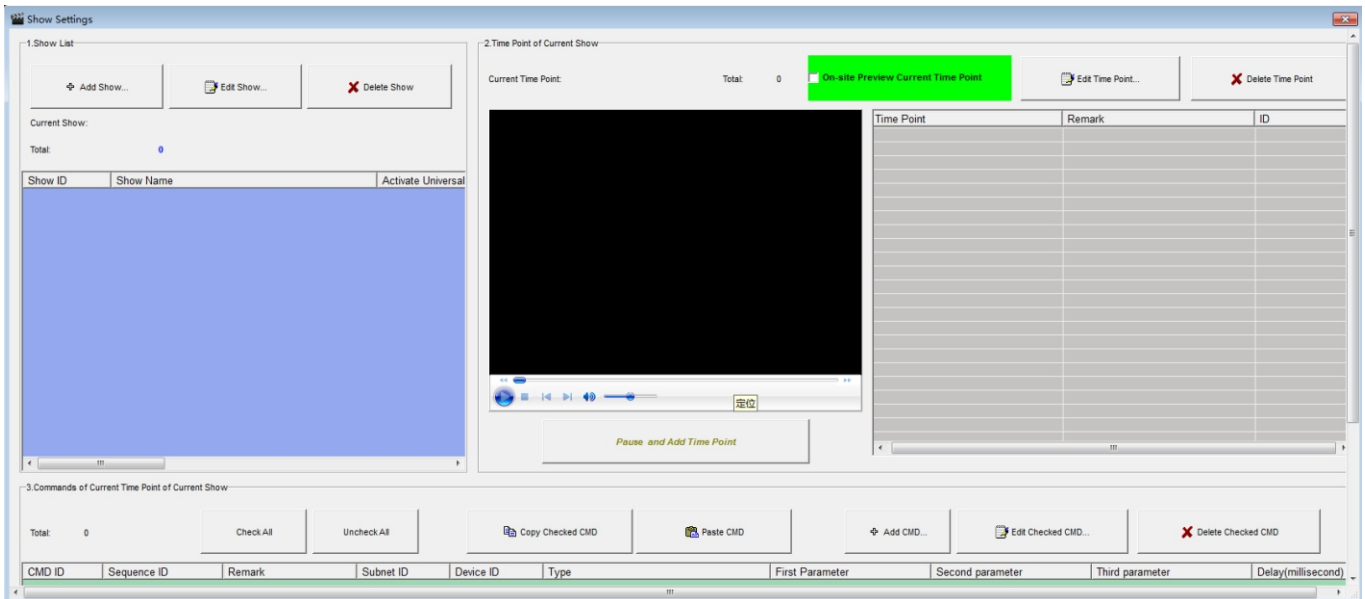 Show Settings
1.Show List
Add Show...
Edit Show...
Delete Show
Current Show:
Total: 0
Show ID Show Name Activate Universal
2.Time Point of Current Show
Current Time Point: Total: 0
On-site Preview Current Time Point
Edit Time Point...
Delete Time Point
Time Point Remark ID
定位
Pause and Add Time Point
3.Commands of Current Time Point of Current Show
Total: 0
Check All
Uncheck All
Copy Checked CMD
Paste CMD
Add CMD...
Edit Checked CMD...
Delete Checked CMD
CMD ID Sequence ID Remark Subnet ID Device ID Type First Parameter Second parameter Third parameter Delay(millisecond)